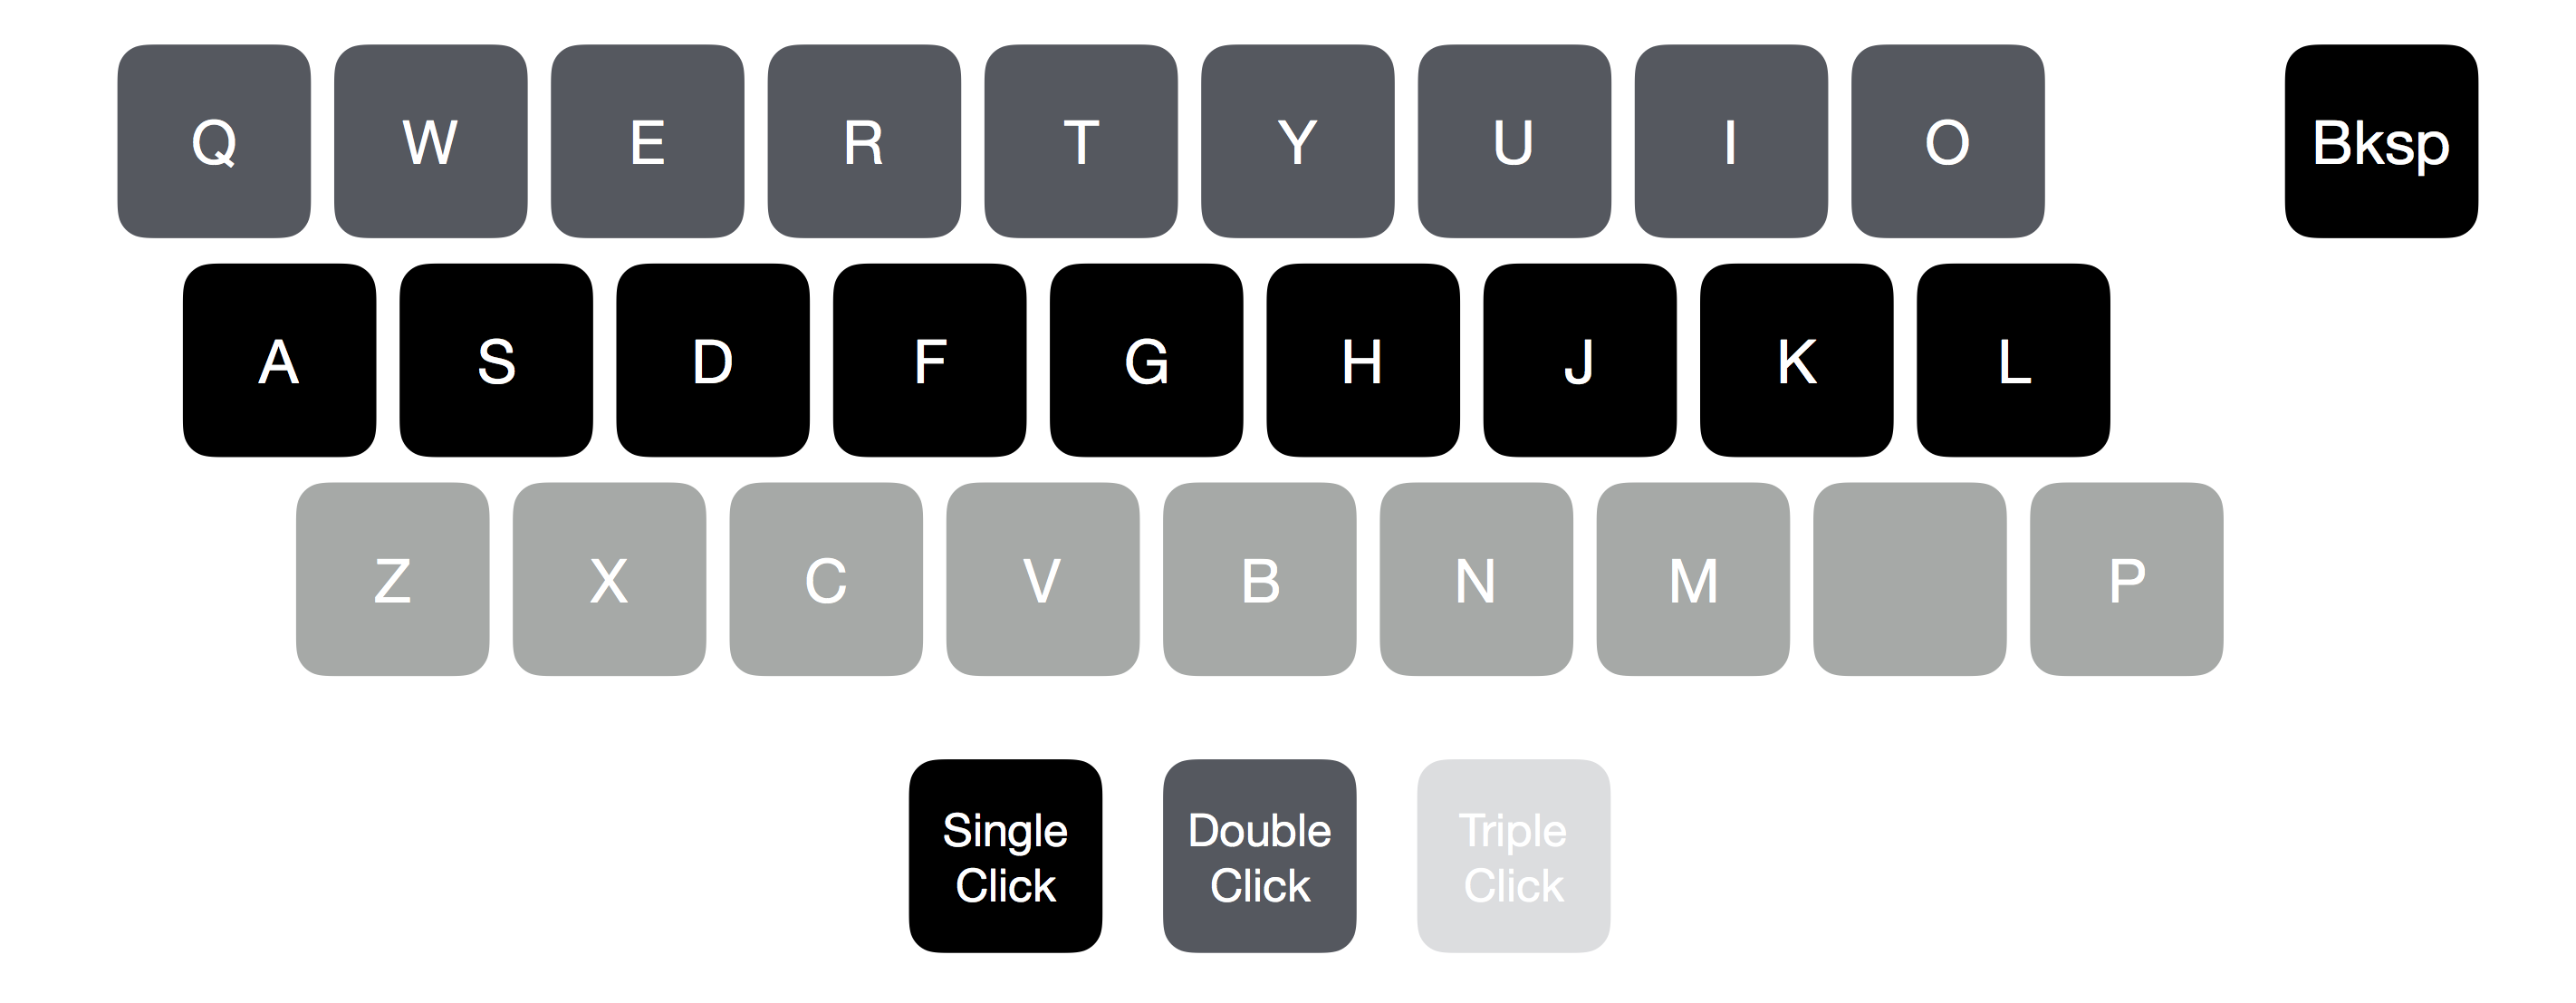 Q W E R T Y U I O Bksp
A S D F G H J K L
Z X C V B N M P
Single Double Triple
Click Click Click